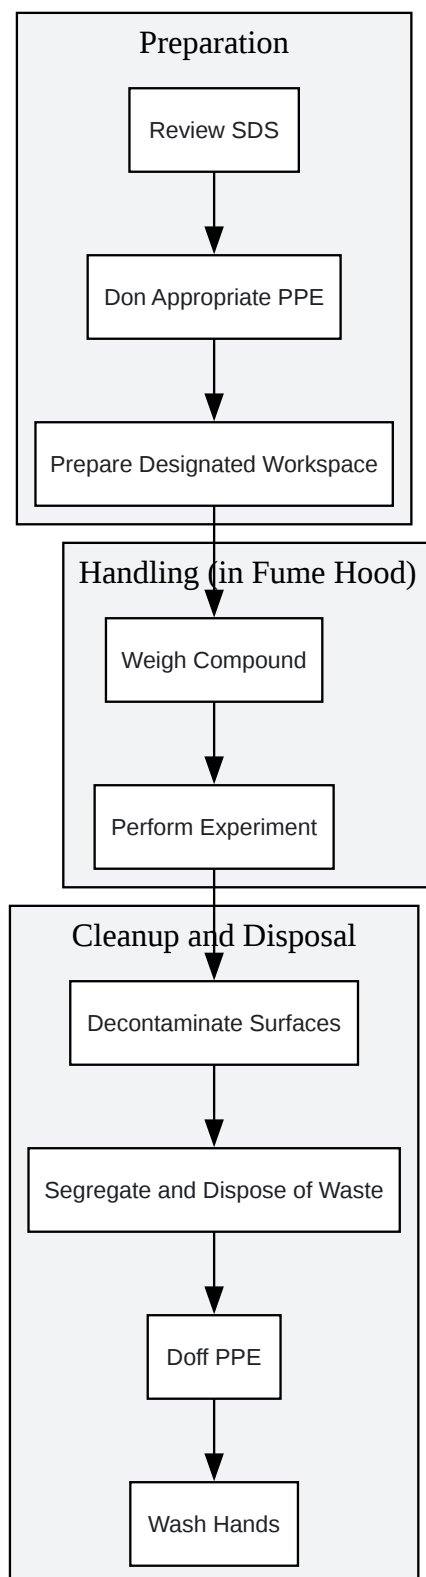 Preparation
Review SDS
Don Appropriate PPE
Prepare Designated Workspace
Handling (in Fume Hood)
Weigh Compound
Perform Experiment
Cleanup and Disposal
Decontaminate Surfaces
Segregate and Dispose of Waste
Doff PPE
Wash Hands